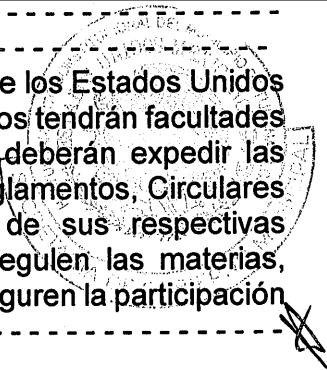 e los Estados Unidos
os tendrán facultades
deberán expedir las
glamentos, Circulares
de sus respectivas
egulen las materias,
guren la participación